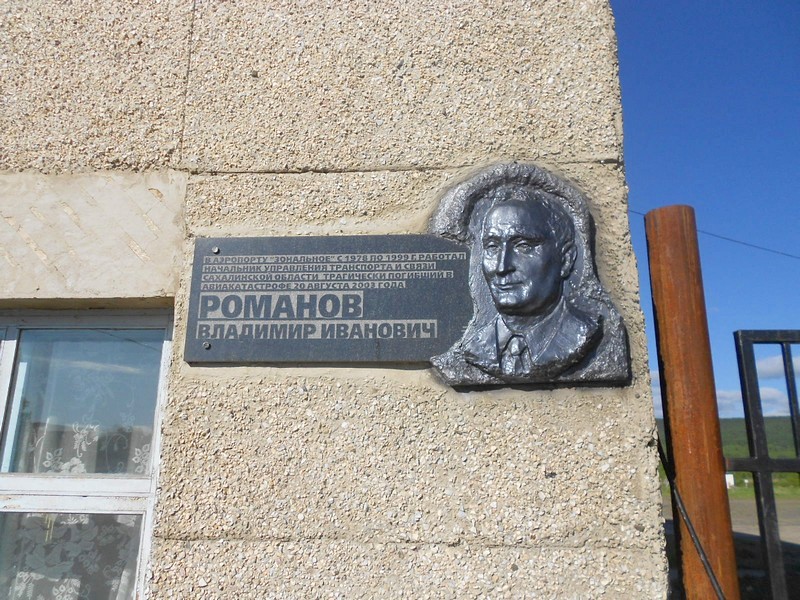 В АЭРОПОРТУ "ЗОНАЛЬНОЕ" С 1978 ПО 1999 Г. РАБОТАЛ
НАЧАЛЬНИК УПРАВЛЕНИЯ ТРАНСПОРТА И СВЯЗИ
САХАЛИНСКОЙ ОБЛАСТИ ТРАГИЧЕСКИ ПОГИБШИЙ В
АВИАКАТАСТРОФЕ 20 АВГУСТА 2003 ГОДА
РОМАНОВ
ВЛАДИМИР ИВАНОВИЧ